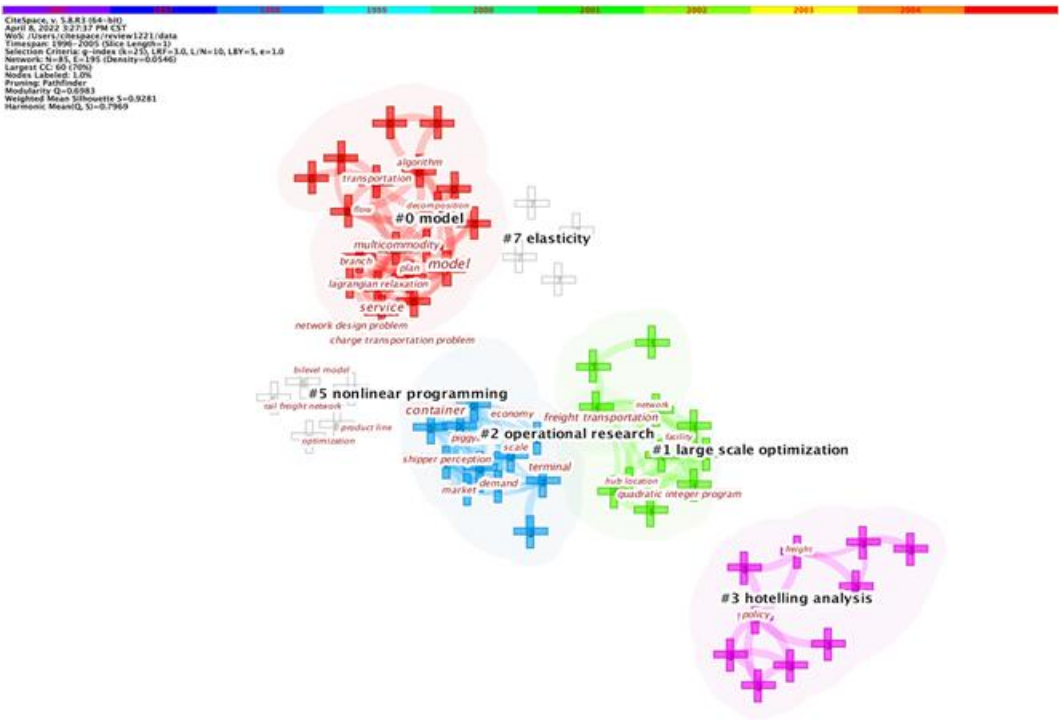 1998 1999 2000 2001 2002 2003 2004
CiteSpace, v. 5.8.R3 (64-bit)
April 8, 2022 3:27:37 PM CST
WoS: /Users/citespace/review1221/data
Timespan: 1996-2005 (Slice Length=1)
Selection Criteria: g-index (k=25), LRF=3.0, L/N=10, LBY=5, e=1.0
Network: N=85, E=195 (Density=0.0546)
Largest CC: 60 (70%)
Nodes Labeled: 1.0%
Pruning: Pathfinder
Modularity Q=0.6983
Weighted Mean Silhouette S=0.9281
Harmonic Mean(Q, S)=0.7969
algorithm
transportation
decomposition
flow
#0 model
#7 elasticity
multicommodity
branch
plan
model
lagrangian relaxation
service
network design problem
charge transportation problem
bilevel model
#5 nonlinear programming
rail freight network
container
economy
network
freight transportation
product line
optimization
#2 operational research
facility
scale
#1 large scale optimization
shipper perception
terminal
demand
market
hub location
quadratic integer program
height
#3 hotelling analysis
policy